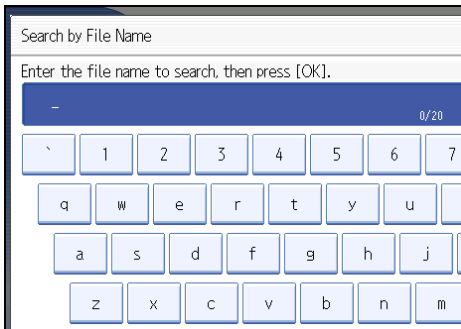 Search by File Name
Enter the file name to search, then press [OK].
_
0/20
` 1 2 3 4 5 6 7
q w e r t y u
a s d f g h j
z x c v b n m